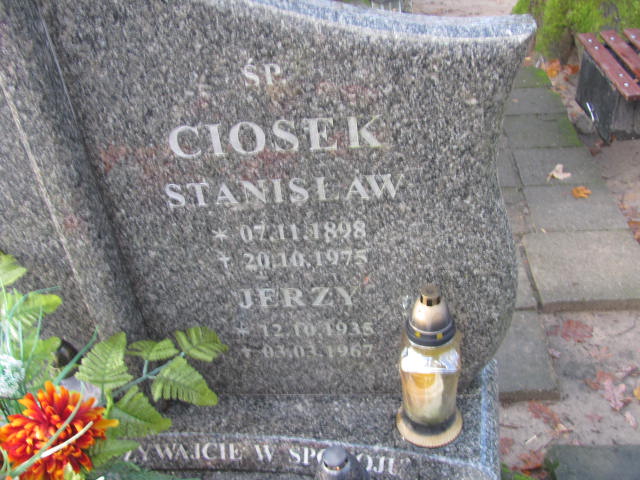 ŚP.
CIOSEK
STANISŁAW
* 07.11.1898
† 20.10.1975
JERZY
* 12.10.1935
† 03.03.1967
W